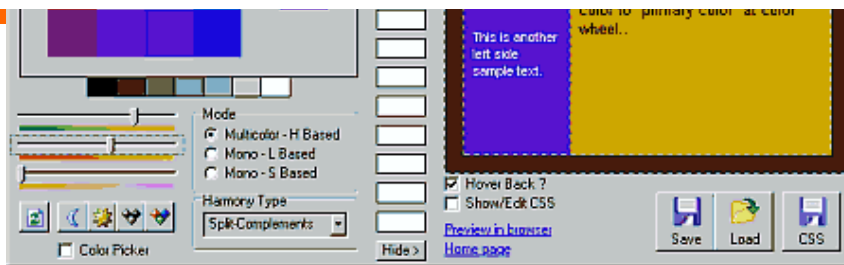 color to "primary color" at color
wheel..
This is another
left side
sample text.
Mode
Multicolor - H Based
Mono - L Based
Mono - S Based
Harmony Type
Split-Complements
Color Picker
Hide >
Hover Back ?
Show/Edit CSS
Preview in browser
Home page
Save
Load
CSS